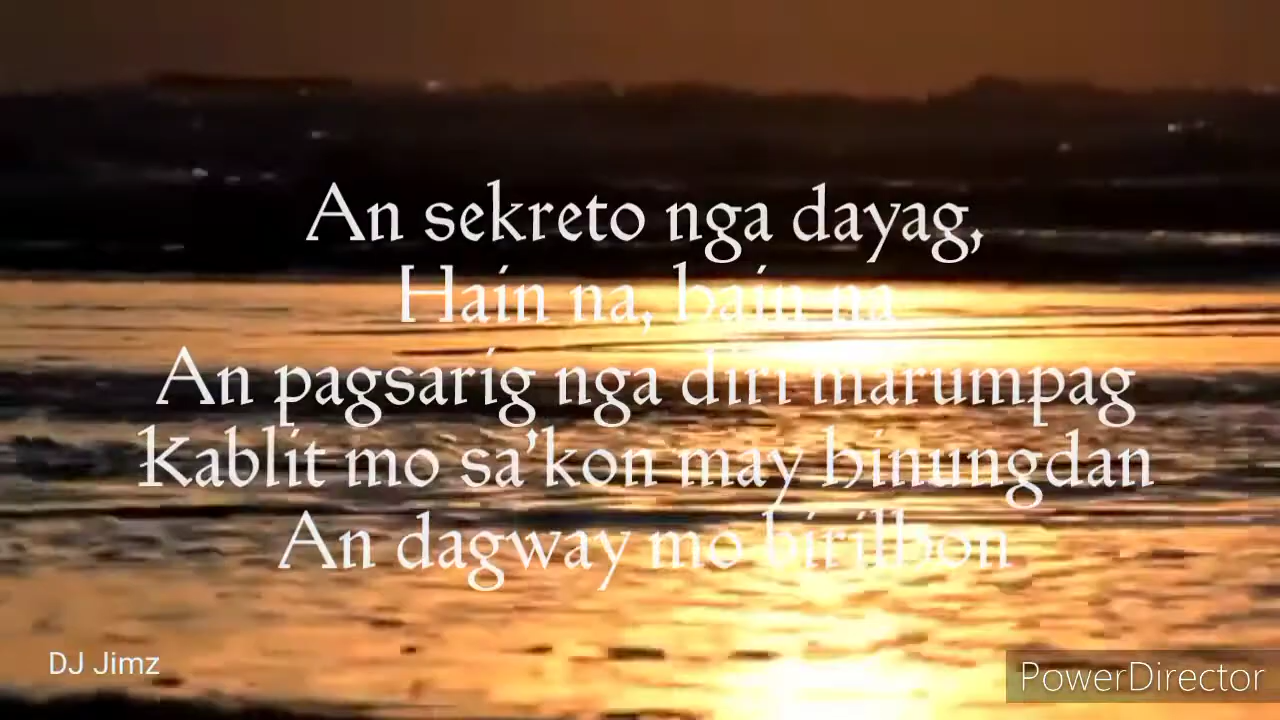 An sekreto nga dayag,
Hain na, hain na
An pagsarig nga diri marumpag
Kablit mo sa'kon may hinungdan
An dagway mo birilhon
DJ Jimz
PowerDirector